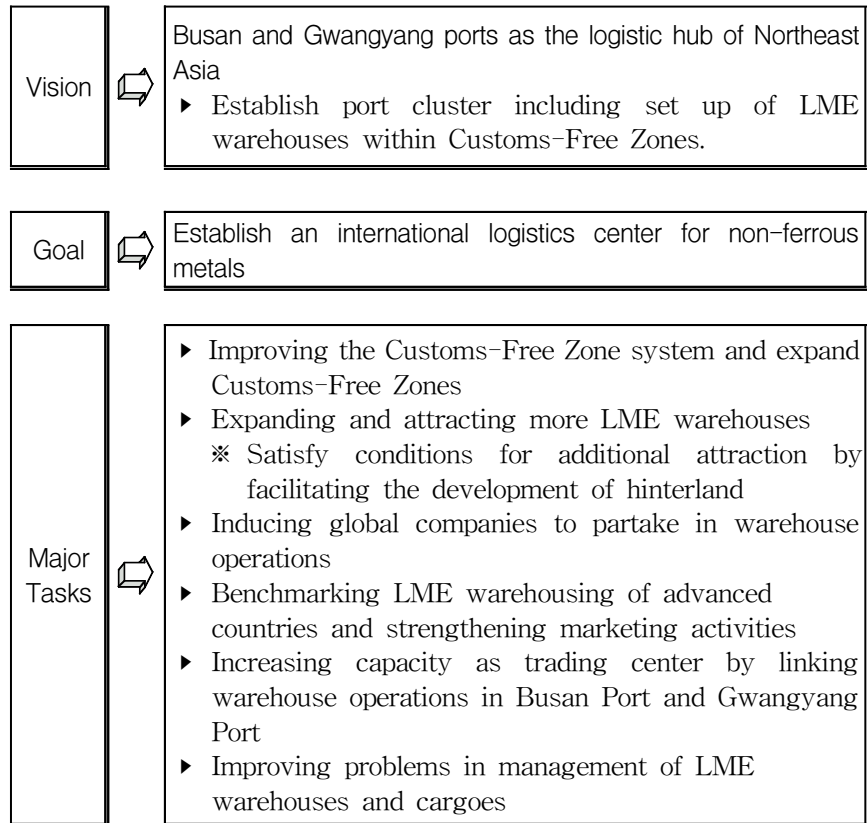 Vision
Busan and Gwangyang ports as the logistic hub of Northeast
Asia
▶ Establish port cluster including set up of LME
warehouses within Customs-Free Zones.
Goal
Establish an international logistics center for non-ferrous
metals
Major
Tasks
▶ Improving the Customs-Free Zone system and expand
Customs-Free Zones
▶ Expanding and attracting more LME warehouses
※ Satisfy conditions for additional attraction by
facilitating the development of hinterland
▶ Inducing global companies to partake in warehouse
operations
▶ Benchmarking LME warehousing of advanced
countries and strengthening marketing activities
▶ Increasing capacity as trading center by linking
warehouse operations in Busan Port and Gwangyang
Port
▶ Improving problems in management of LME
warehouses and cargoes